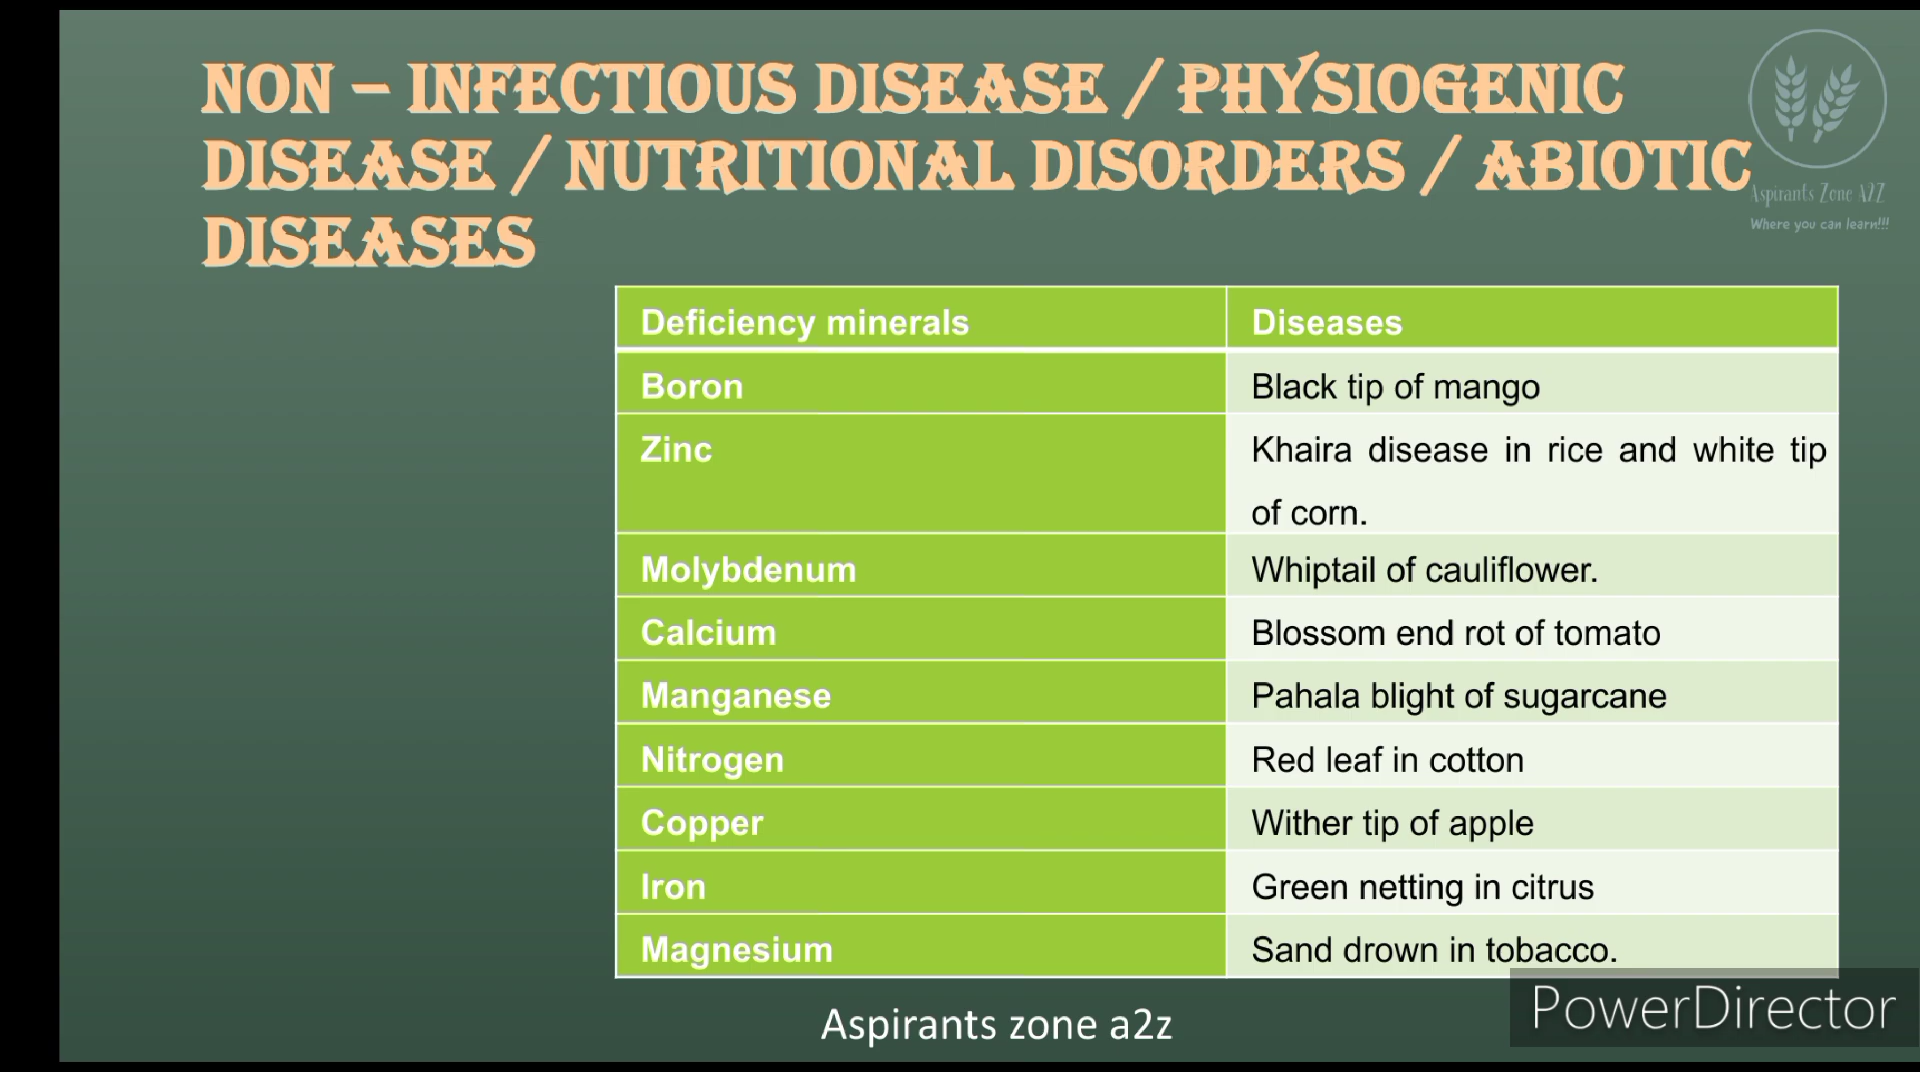 NON – INFECTIOUS DISEASE / PHYSIOGENIC
DISEASE / NUTRITIONAL DISORDERS / ABIOTIC
DISEASES
Aspirants Zone A2Z
Where you can learn!!!
Deficiency minerals Diseases
Boron Black tip of mango
Zinc Khaira disease in rice and white tip
of corn.
Molybdenum Whiptail of cauliflower.
Calcium Blossom end rot of tomato
Manganese Pahala blight of sugarcane
Nitrogen Red leaf in cotton
Copper Wither tip of apple
Iron Green netting in citrus
Magnesium Sand drown in tobacco.
Aspirants zone a2z
PowerDirector